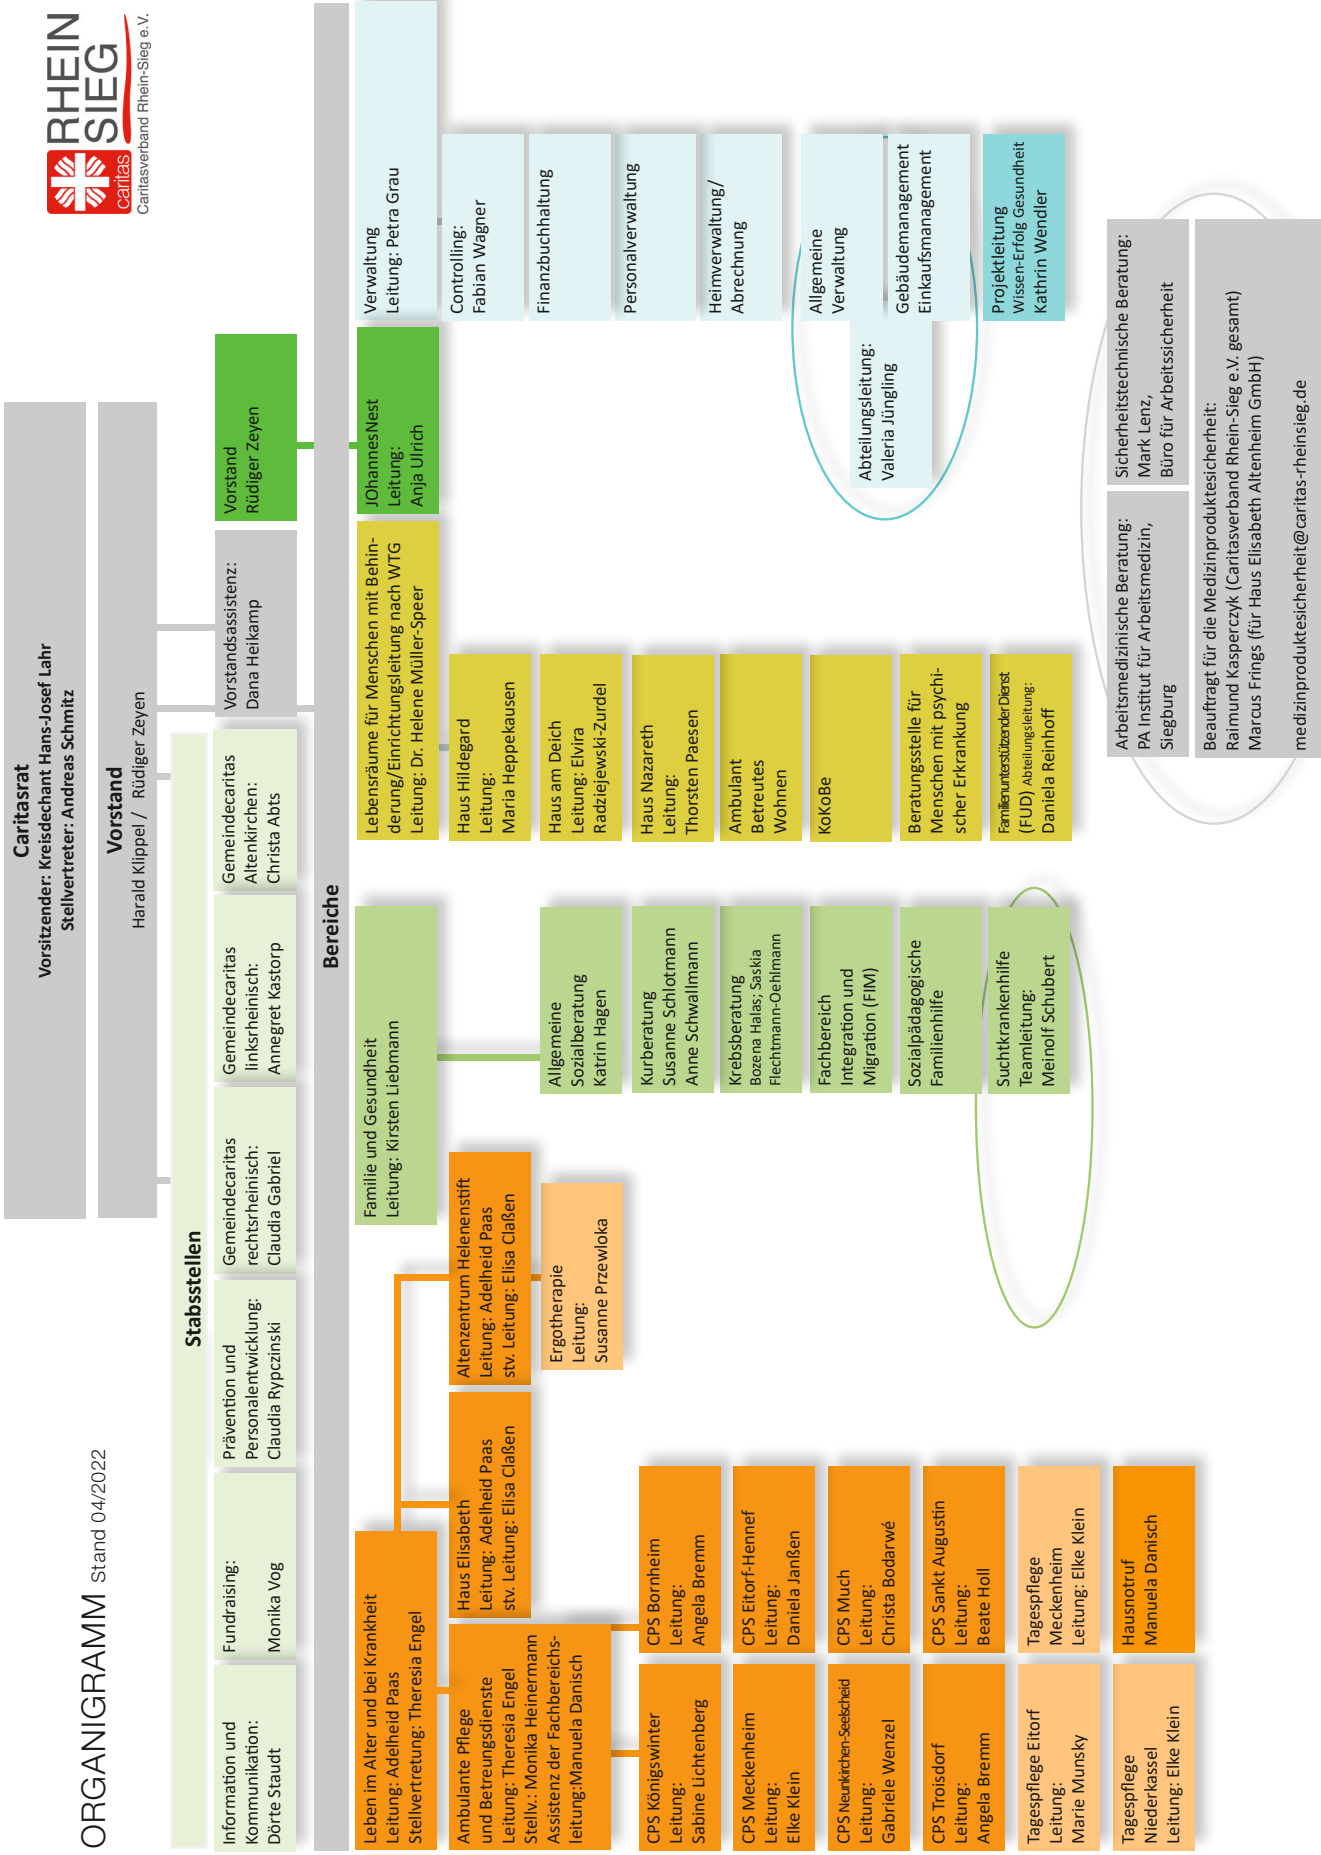 ORGANIGRAMM Stand 04/2022
Caritasrat
Vorsitzender: Kreisdechant Hans-Josef Lahr
Stellvertreter: Andreas Schmitz
RHEIN
SIEG
caritas
Caritasverband Rhein-Sieg e.V.
Vorstand
Harald Klippel / Rüdiger Zeyen
Stabsstellen
Information und
Kommunikation:
Dörte Staudt
Fundraising:
Monika Vog
Prävention und
Personalentwicklung:
Claudia Rypczinski
Gemeindecaritas
rechtsrheinisch:
Claudia Gabriel
Gemeindecaritas
linksrheinisch:
Annegret Kastorp
Gemeindecaritas
Altenkirchen:
Christa Abts
Vorstandsassistenz:
Dana Heikamp
Vorstand
Rüdiger Zeyen
Bereiche
Leben im Alter und bei Krankheit
Leitung: Adelheid Paas
Stellvertretung: Theresia Engel
Ambulante Pflege
und Betreungsdienste
Leitung: Theresia Engel
Stellv.: Monika Heinermann
Assistenz der Fachbereichs-
leitung:Manuela Danisch
Haus Elisabeth
Leitung: Adelheid Paas
stv. Leitung: Elisa Claßen
Altenzentrum Helenenstift
Leitung: Adelheid Paas
stv. Leitung: Elisa Claßen
Ergotherapie
Leitung:
Susanne Przewloka
CPS Königswinter
Leitung:
Sabine Lichtenberg
CPS Bornheim
Leitung:
Angela Bremm
CPS Meckenheim
Leitung:
Elke Klein
CPS Eitorf-Hennef
Leitung:
Daniela Janßen
CPS Neunkirchen-Seelscheid
Leitung:
Gabriele Wenzel
CPS Much
Leitung:
Christa Bodarwé
CPS Troisdorf
Leitung:
Angela Bremm
CPS Sankt Augustin
Leitung:
Beate Holl
Tagespflege Eitorf
Leitung:
Marie Munsky
Tagespflege
Meckenheim
Leitung: Elke Klein
Tagespflege
Niederkassel
Leitung: Elke Klein
Hausnotruf
Manuela Danisch
Familie und Gesundheit
Leitung: Kirsten Liebmann
Allgemeine
Sozialberatung
Katrin Hagen
Kurberatung
Susanne Schlotmann
Anne Schwallmann
Krebsberatung
Bozena Halas; Saskia
Flechtmann-Oehlmann
Fachbereich
Integration und
Migration (FIM)
Sozialpädagogische
Familienhilfe
Suchtkrankenhilfe
Teamleitung:
Meinolf Schubert
Lebensräume für Menschen mit Behin-
derung/Einrichtungsleitung nach WTG
Leitung: Dr. Helene Müller-Speer
Haus Hildegard
Leitung:
Maria Heppekausen
Haus am Deich
Leitung: Elvira
Radziejewski-Zurdel
Haus Nazareth
Leitung:
Thorsten Paesen
Ambulant
Betreutes
Wohnen
KoKoBe
Beratungsstelle für
Menschen mit psychi-
scher Erkrankung
Familienunterstützender Dienst
(FUD) Abteilungsleitung:
Daniela Reinhoff
JOhannesNest
Leitung:
Anja Ulrich
Verwaltung
Leitung: Petra Grau
Controlling:
Fabian Wagner
Finanzbuchhaltung
Personalverwaltung
Heimverwaltung/
Abrechnung
Allgemeine
Verwaltung
Abteilungsleitung:
Valeria Jüngling
Gebäudemanagement
Einkaufsmanagement
Projektleitung
Wissen-Erfolg Gesundheit
Kathrin Wendler
Arbeitsmedizinische Beratung:
PA Institut für Arbeitsmedizin,
Siegburg
Sicherheitstechnische Beratung:
Mark Lenz,
Büro für Arbeitssicherheit
Beauftragt für die Medizinproduktesicherheit:
Raimund Kasperczyk (Caritasverband Rhein-Sieg e.V. gesamt)
Marcus Frings (für Haus Elisabeth Altenheim GmbH)
medizinproduktesicherheit@caritas-rheinsieg.de